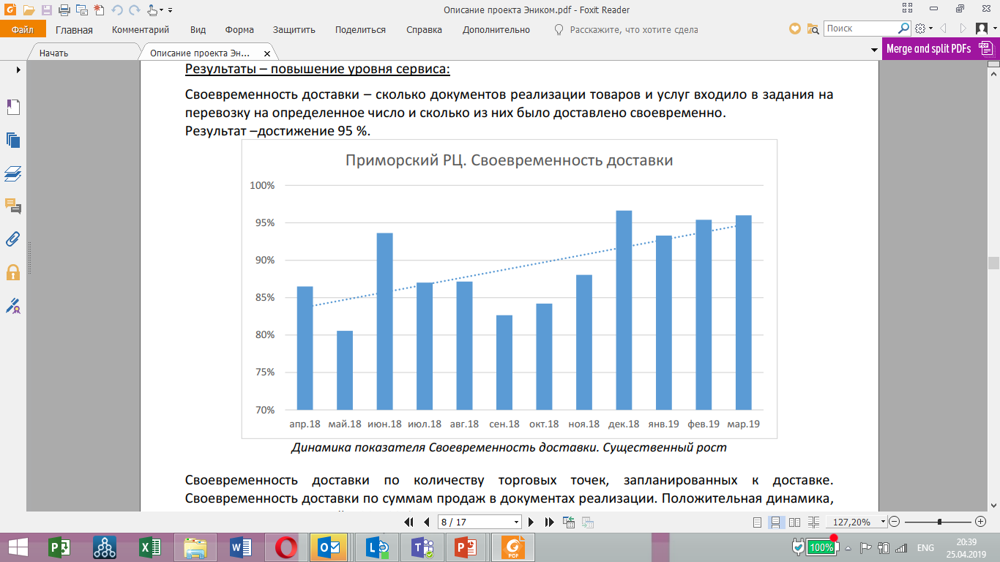 Описание проекта Эником.pdf - Foxit Reader
Файл Главная Комментарий Вид Форма Защитить Поделиться Справка Дополнительно Расскажите, что хотите сдела Поиск
Начать Описание проекта Эн... Merge and split PDFs
Результаты – повышение уровня сервиса:
Своевременность доставки – сколько документов реализации товаров и услуг входило в задания на
перевозку на определенное число и сколько из них было доставлено своевременно.
Результат –достижение 95 %.
Приморский РЦ. Своевременность доставки
100%
95%
90%
85%
80%
75%
70%
апр.18 май.18 июн.18 июл.18 авг.18 сен.18 окт.18 ноя.18 дек.18 янв.19 фев.19 мар.19
Динамика показателя Своевременность доставки. Существенный рост
Своевременность доставки по количеству торговых точек, запланированных к доставке.
Своевременность доставки по суммам продаж в документах реализации. Положительная динамика,
8 / 17 127,20%
100% ENG 20:39
25.04.2019